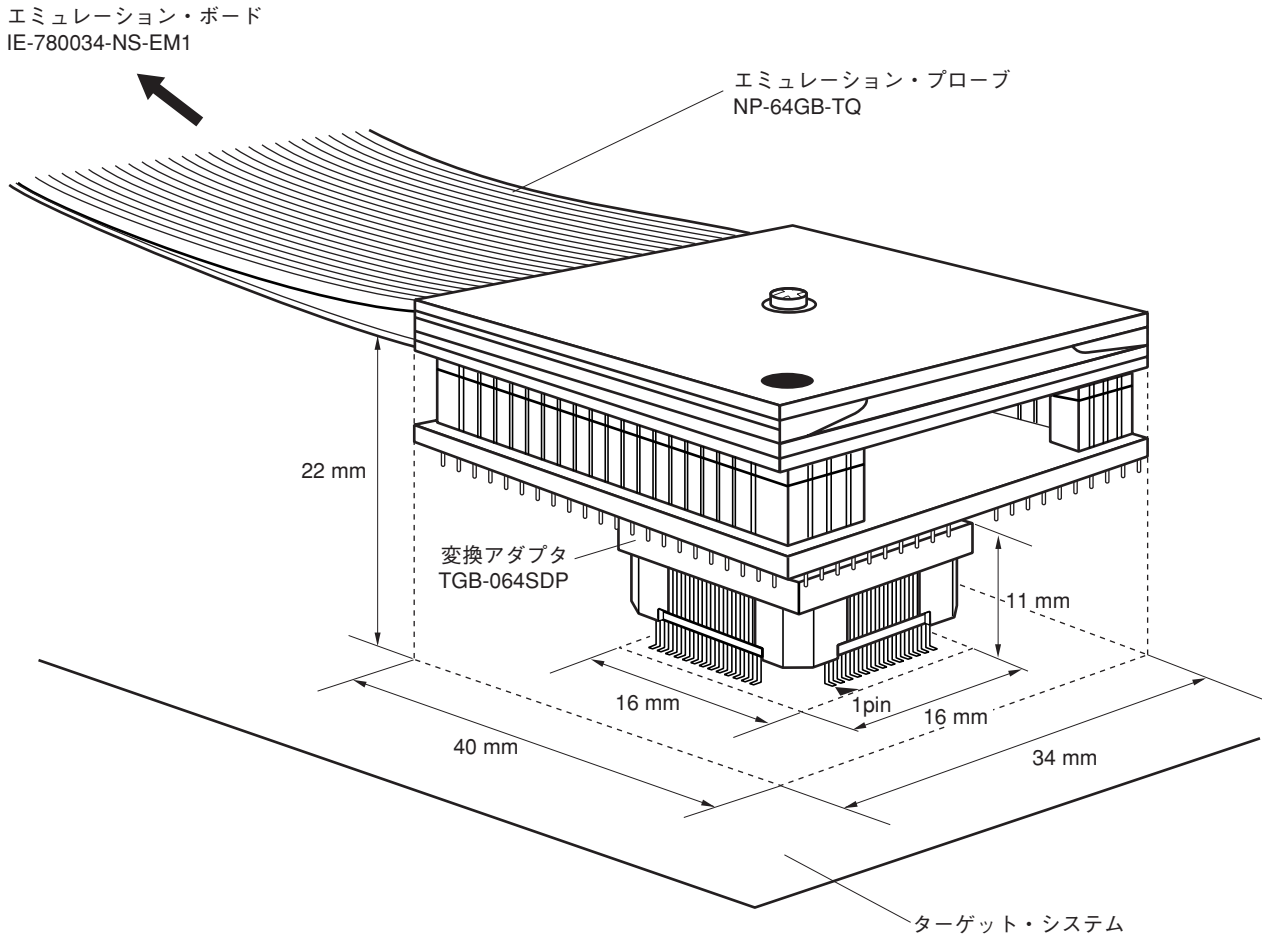 エミュレーション・ボード
IE-780034-NS-EM1
エミュレーション・プローブ
NP-64GB-TQ
22 mm
変換アダプタ
TGB-064SDP
11 mm
16 mm
1pin
16 mm
40 mm
34 mm
ターゲット・システム